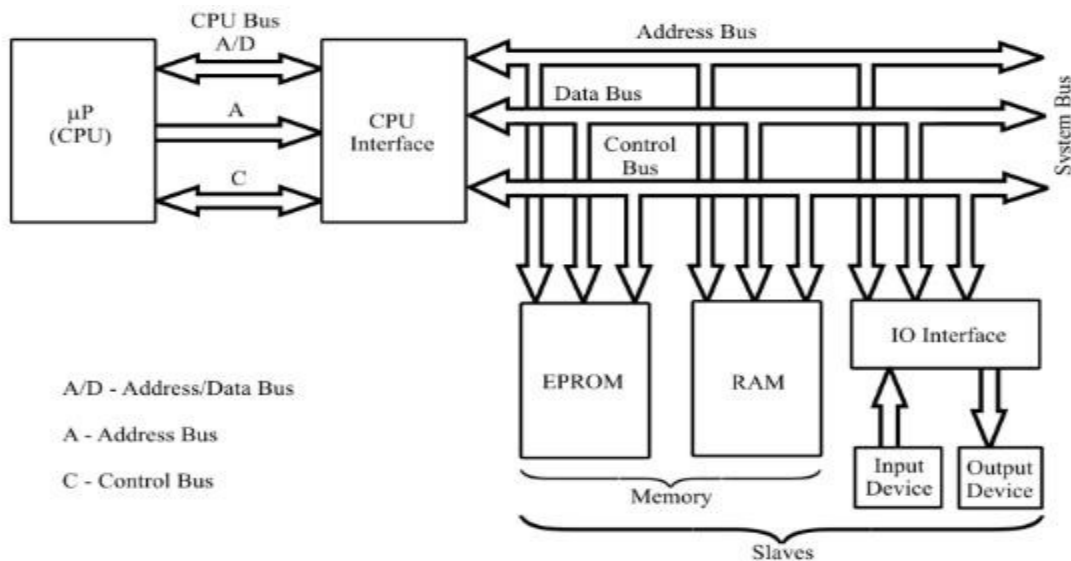 CPU Bus
A/D
Address Bus
μP
(CPU)
A
CPU
Interface
Data Bus
Control
Bus
C
System Bus
EPROM
RAM
IO Interface
A/D - Address/Data Bus
A - Address Bus
C - Control Bus
Input
Device
Output
Device
Memory
Slaves